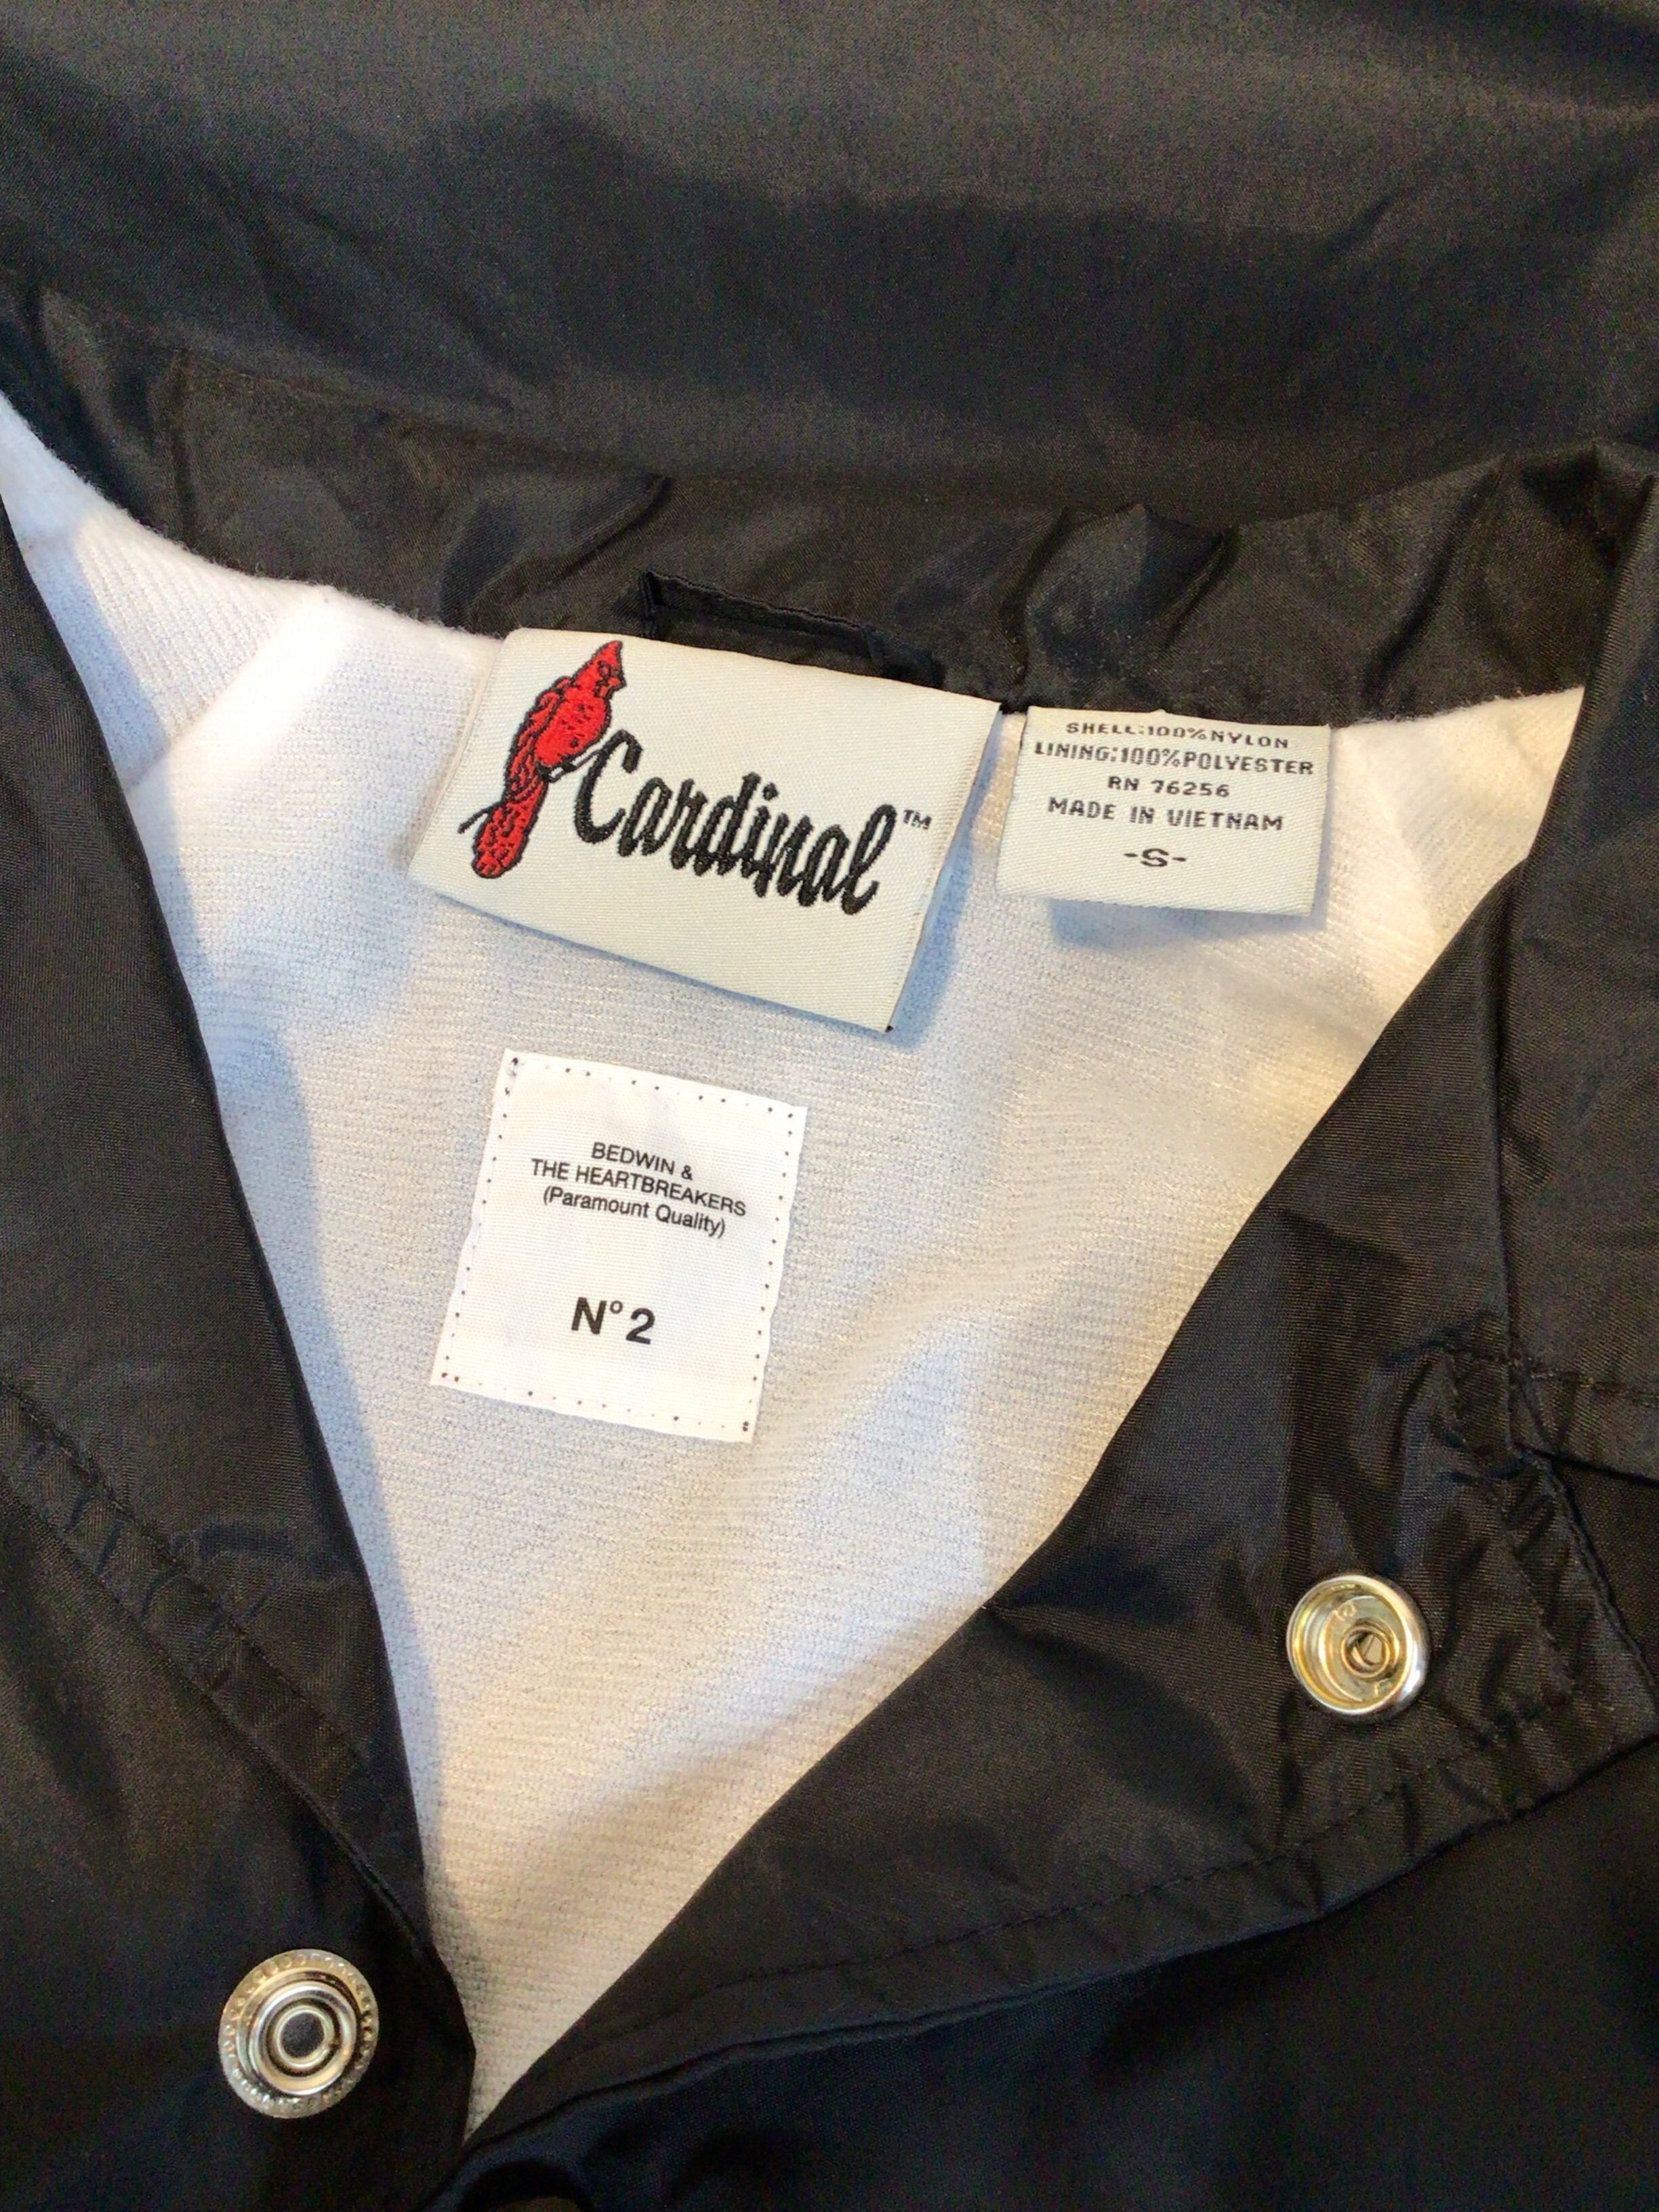 Cardinal™
SHELL:100%NYLON
LINING:100%POLYESTER
RN 76256
MADE IN VIETNAM
-S-
BEDWIN &
THE HEARTBREAKERS
(Paramount Quality)
N° 2